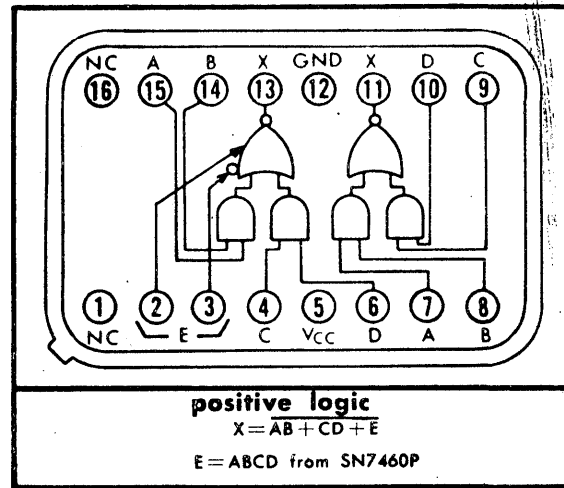 NC A B X GND X D C
16 15 14 13 12 11 10 9
1 2 3 4 5 6 7 8
NC E C VCC D A B
positive logic
X = AB + CD + E
E = ABCD from SN7460P